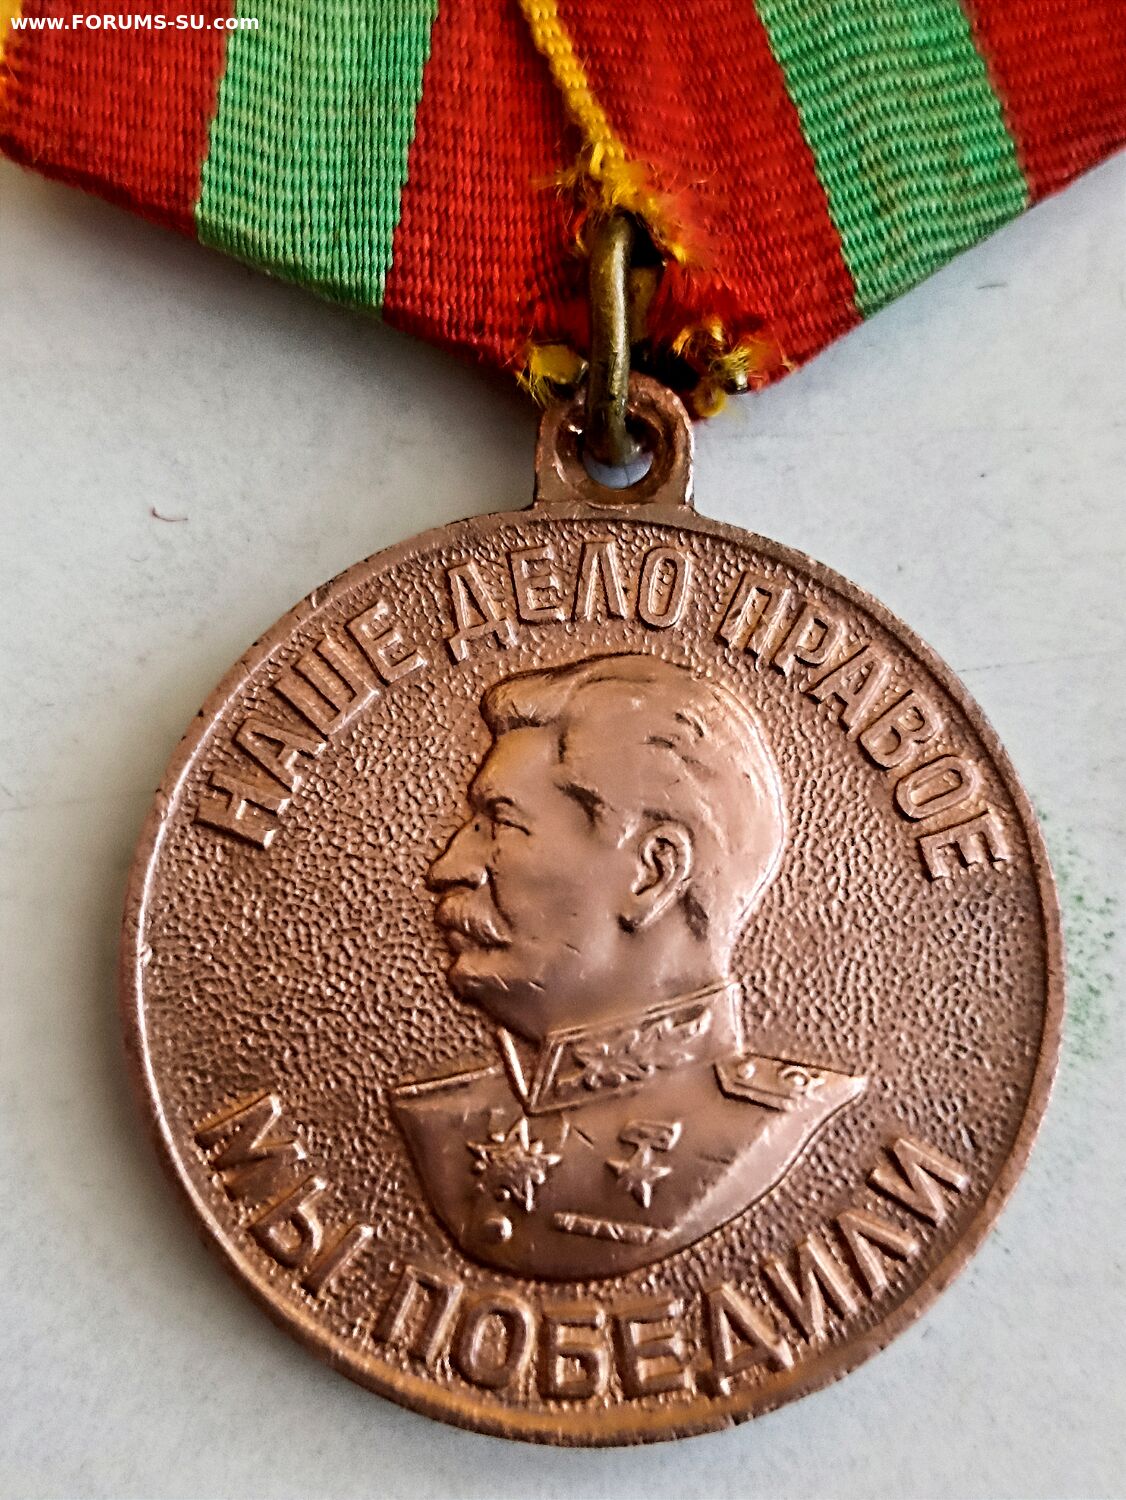 www.FORUMS-SU.com
НАШЕ ДЕЛО ПРАВОЕ
МЫ ПОБЕДИЛИ